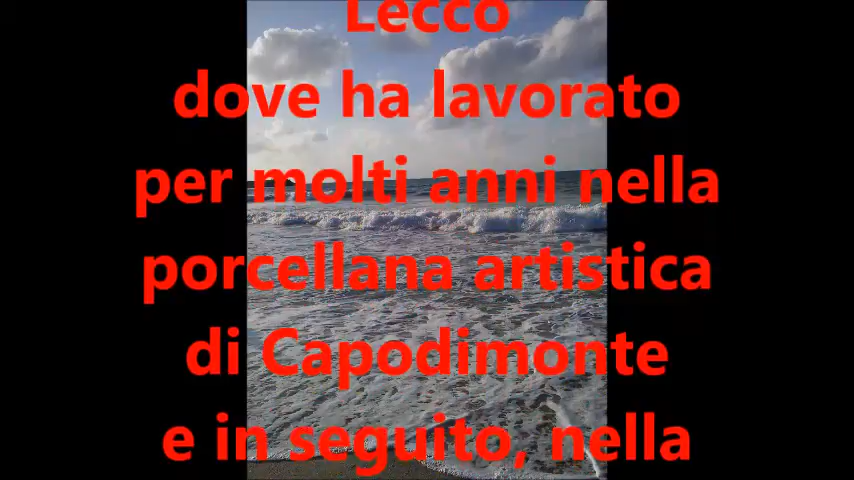 Lecco
dove ha lavorato
per molti anni nella
porcellana artistica
di Capodimonte
e in seguito, nella